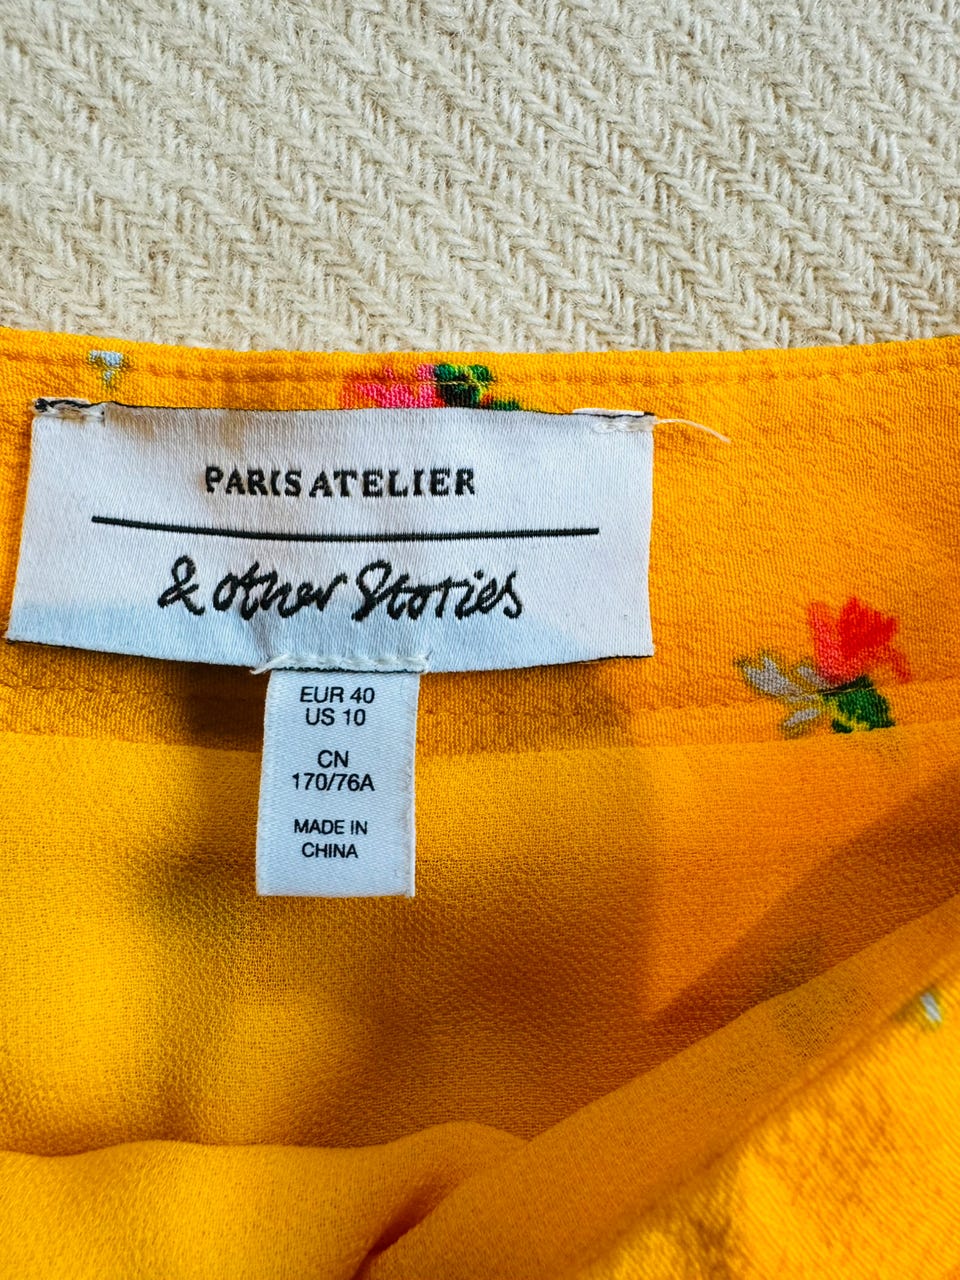 PARIS ATELIER
& other Stories
EUR 40
US 10
CN
170/76A
MADE IN
CHINA